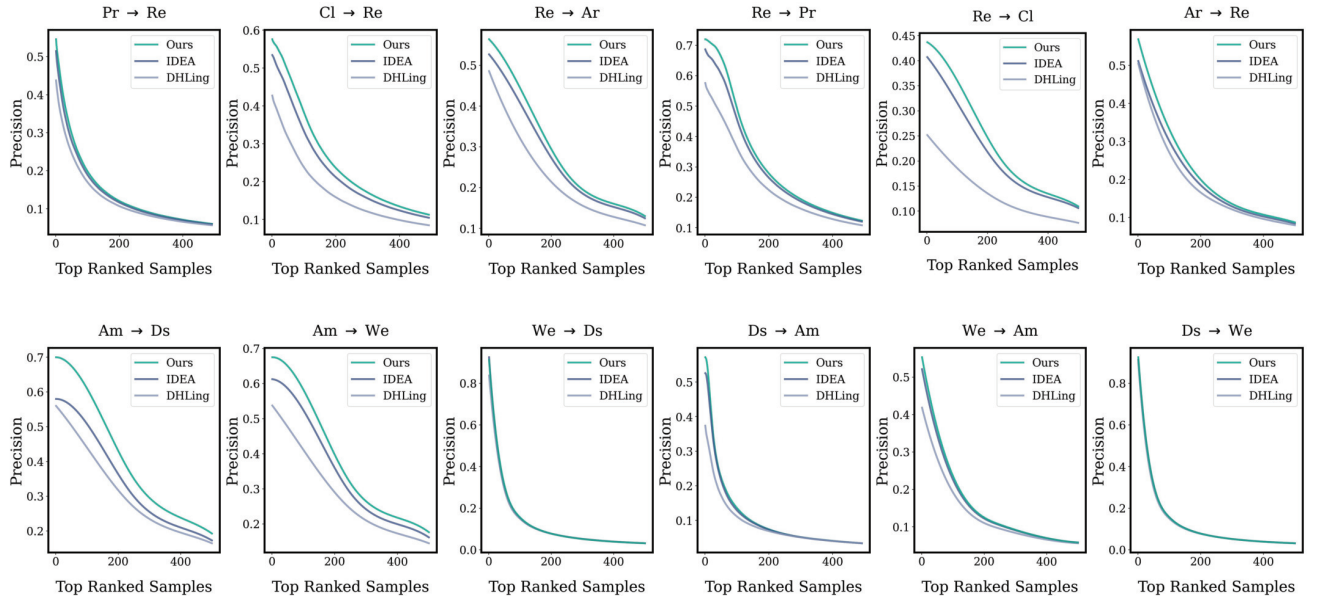 Pr → Re
Precision
0.5
0.4
0.3
0.2
0.1
Ours
IDEA
DHLing
0
200
400
Top Ranked Samples
Cl → Re
Precision
0.6
0.5
0.4
0.3
0.2
0.1
Ours
IDEA
DHLing
0
200
400
Top Ranked Samples
Re → Ar
Precision
0.5
0.4
0.3
0.2
0.1
Ours
IDEA
DHLing
0
200
400
Top Ranked Samples
Re → Pr
Precision
0.7
0.6
0.5
0.4
0.3
0.2
0.1
Ours
IDEA
DHLing
0
200
400
Top Ranked Samples
Re → Cl
Precision
0.45
0.40
0.35
0.30
0.25
0.20
0.15
0.10
Ours
IDEA
DHLing
0
200
400
Top Ranked Samples
Ar → Re
Precision
0.5
0.4
0.3
0.2
0.1
Ours
IDEA
DHLing
0
200
400
Top Ranked Samples
Am → Ds
Precision
0.7
0.6
0.5
0.4
0.3
0.2
Ours
IDEA
DHLing
0
200
400
Top Ranked Samples
Am → We
Precision
0.7
0.6
0.5
0.4
0.3
0.2
Ours
IDEA
DHLing
0
200
400
Top Ranked Samples
We → Ds
Precision
0.8
0.6
0.4
0.2
0.0
Ours
IDEA
DHLing
0
200
400
Top Ranked Samples
Ds → Am
Precision
0.5
0.4
0.3
0.2
0.1
Ours
IDEA
DHLing
0
200
400
Top Ranked Samples
We → Am
Precision
0.5
0.4
0.3
0.2
0.1
Ours
IDEA
DHLing
0
200
400
Top Ranked Samples
Ds → We
Precision
0.8
0.6
0.4
0.2
0.0
Ours
IDEA
DHLing
0
200
400
Top Ranked Samples